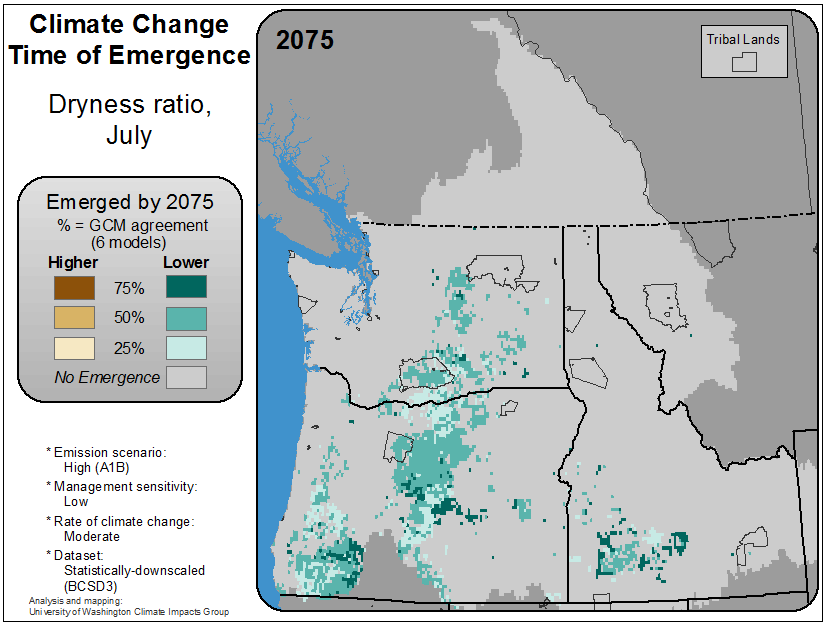 Climate Change
Time of Emergence
Dryness ratio,
July
Emerged by 2075
% = GCM agreement
(6 models)
Higher Lower
75%
50%
25%
No Emergence
* Emission scenario:
High (A1B)
* Management sensitivity:
Low
* Rate of climate change:
Moderate
* Dataset:
Statistically-downscaled
(BCSD3)
Analysis and mapping:
University of Washington Climate Impacts Group
2075
Tribal Lands